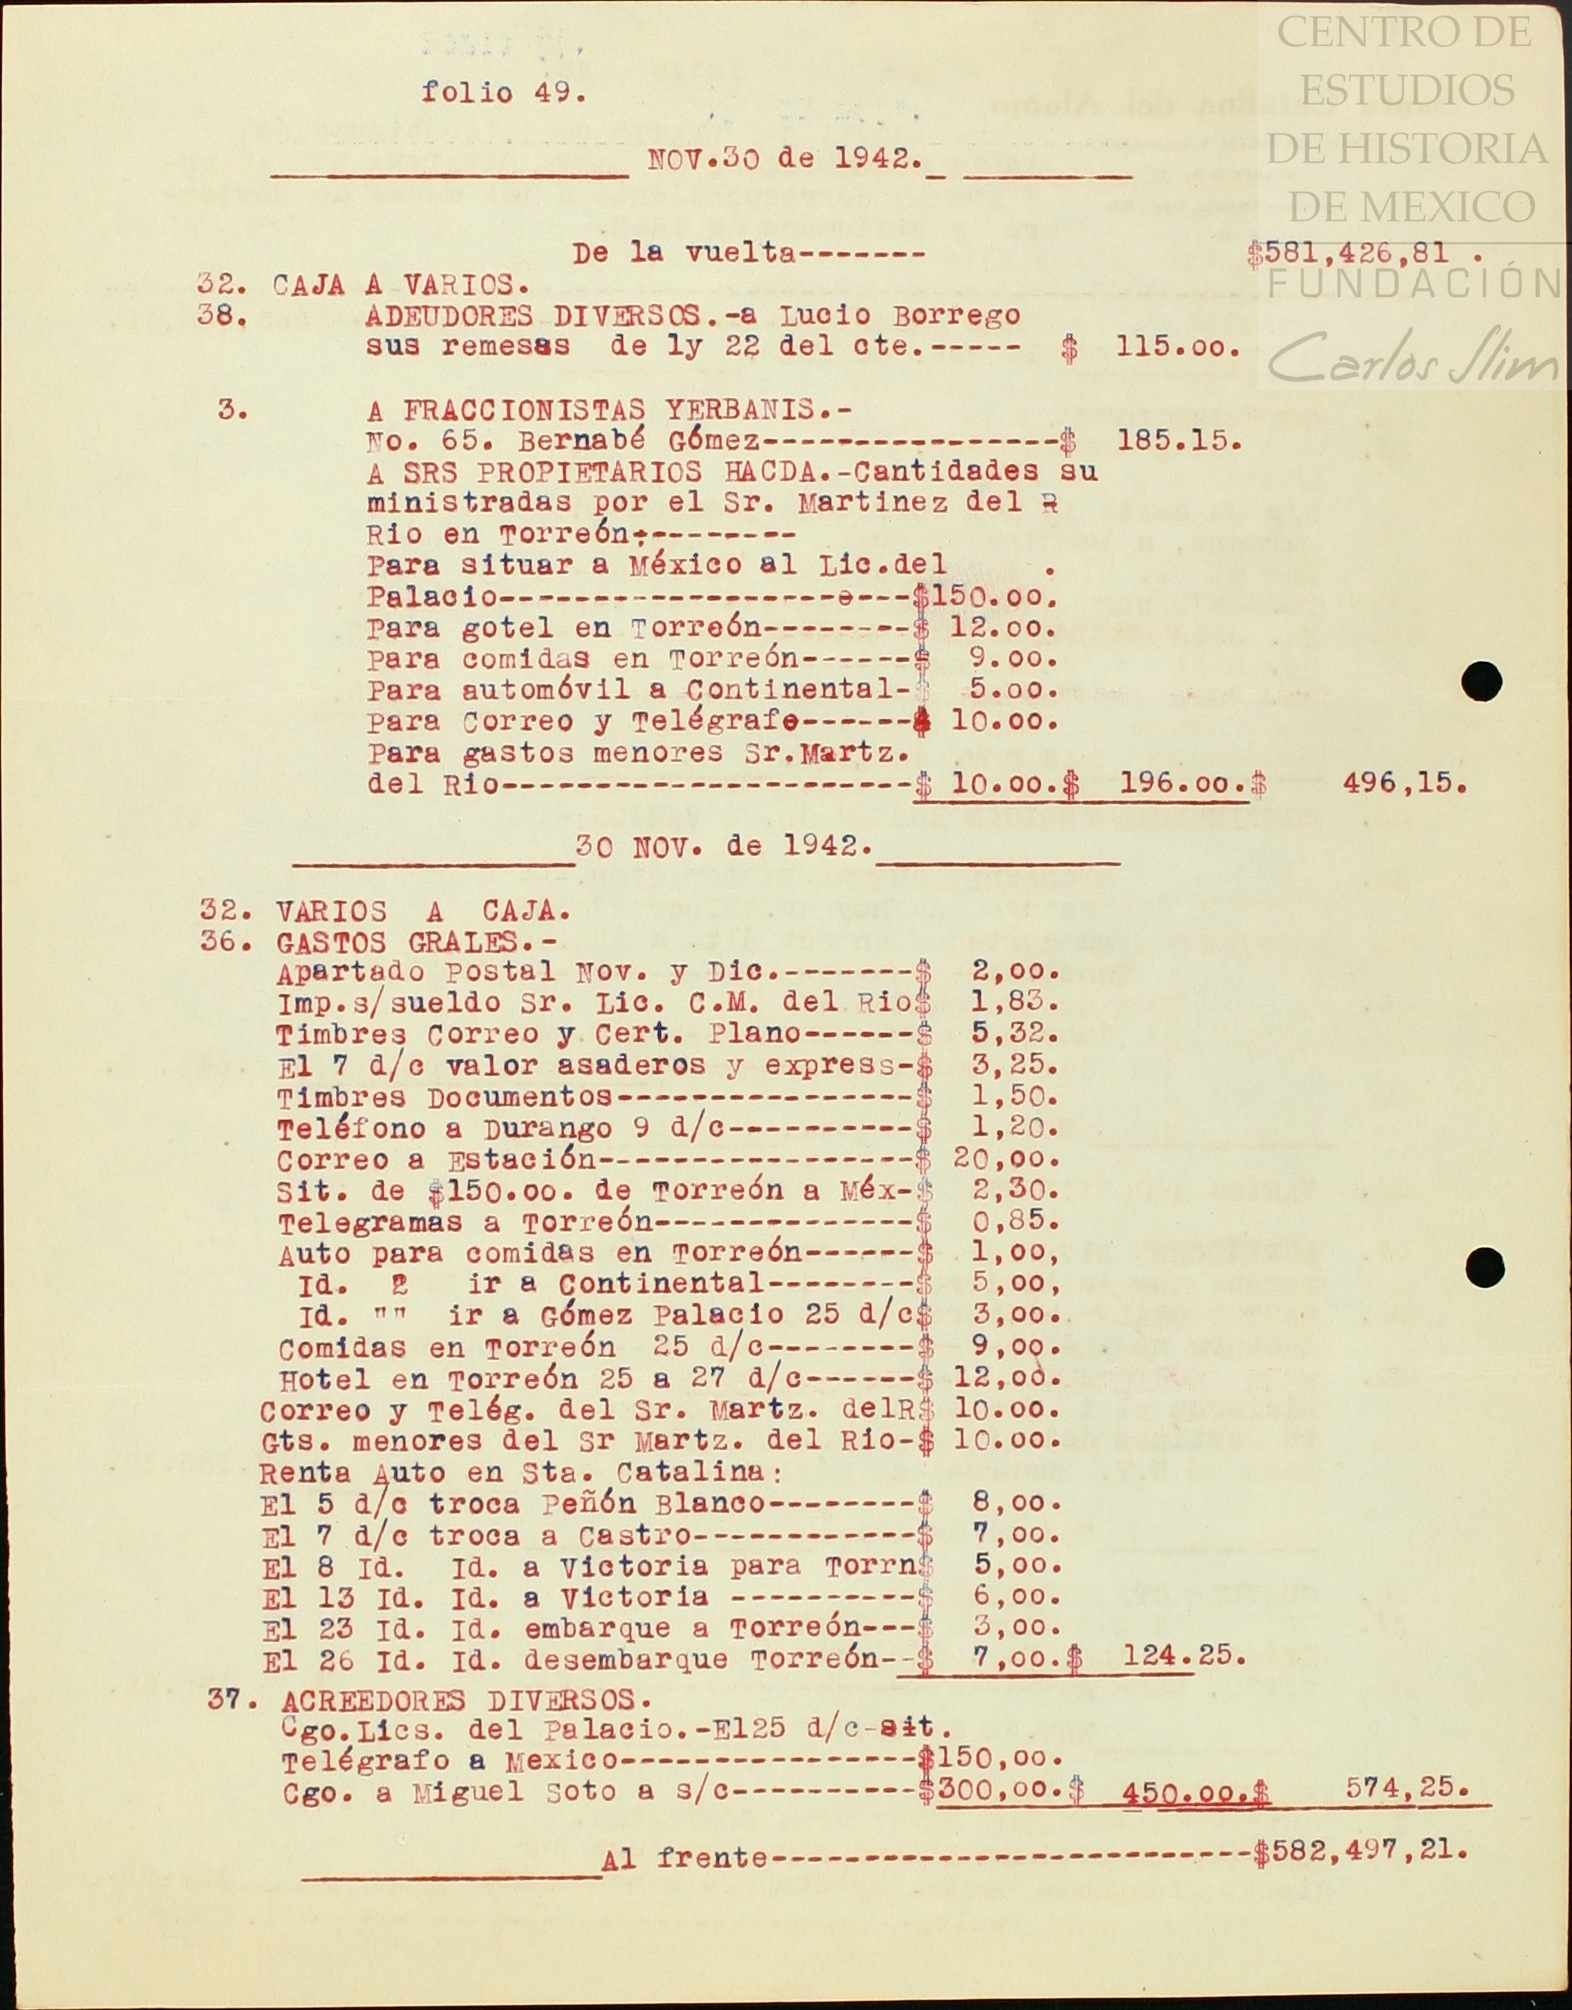 CENTRO DE
ESTUDIOS
DE HISTORIA
DE MEXICO
FUNDACIÓN
Carlos Slim
folio 49.
NOV.30 de 1942.
De la vuelta------- $581,426,81 .
32. CAJA A VARIOS.
38. ADEUDORES DIVERSOS.-a Lucio Borrego
sus remesas de ly 22 del cte.----- $ 115.00.
3. A FRACCIONISTAS YERBANIS.-
No. 65. Bernabé Gómez----------------$ 185.15.
A SRS PROPIETARIOS HACDA.-Cantidades su
ministradas por el Sr. Martinez del R
Rio en Torreón:--------
Para situar a México al Lic.del .
Palacio------------------e---$150.00.
Para gotel en Torreón--------$ 12.00.
Para comidas en Torreón------$ 9.00.
Para automóvil a Continental-$ 5.00.
Para Correo y Telégrafo------$ 10.00.
Para gastos menores Sr.Martz.
del Rio----------------------$ 10.00.$ 196.00.$ 496,15.
30 NOV. de 1942.
32. VARIOS A CAJA.
36. GASTOS GRALES.-
Apartado Postal Nov. y Dic.-------$ 2,00.
Imp.s/sueldo Sr. Lic. C.M. del Rio$ 1,83.
Timbres Correo y Cert. Plano------$ 5,32.
El 7 d/c valor asaderos y express-$ 3,25.
Timbres Documentos----------------$ 1,50.
Teléfono a Durango 9 d/c----------$ 1,20.
Correo a Estación-----------------$ 20,00.
Sit. de $150.00. de Torreón a Méx-$ 2,30.
Telegramas a Torreón--------------$ 0,85.
Auto para comidas en Torreón------$ 1,00,
Id. 2 ir a Continental--------$ 5,00,
Id. "" ir a Gómez Palacio 25 d/c$ 3,00.
Comidas en Torreón 25 d/c--------$ 9,00.
Hotel en Torreón 25 a 27 d/c------$ 12,00.
Correo y Telég. del Sr. Martz. delR$ 10.00.
Gts. menores del Sr Martz. del Rio-$ 10.00.
Renta Auto en Sta. Catalina:
El 5 d/c troca Peñón Blanco--------$ 8,00.
El 7 d/c troca a Castro------------$ 7,00.
El 8 Id. Id. a Victoria para Torrn$ 5,00.
El 13 Id. Id. a Victoria ----------$ 6,00.
El 23 Id. Id. embarque a Torreón---$ 3,00.
El 26 Id. Id. desembarque Torreón--$ 7,00.$ 124.25.
37. ACREEDORES DIVERSOS.
Cgo.Lics. del Palacio.-El25 d/c-sit.
Telégrafo a Mexico----------------$150,00.
Cgo. a Miguel Soto a s/c----------$300,00.$ 450.00.$ 574,25.
Al frente--------------------------$582,497,21.